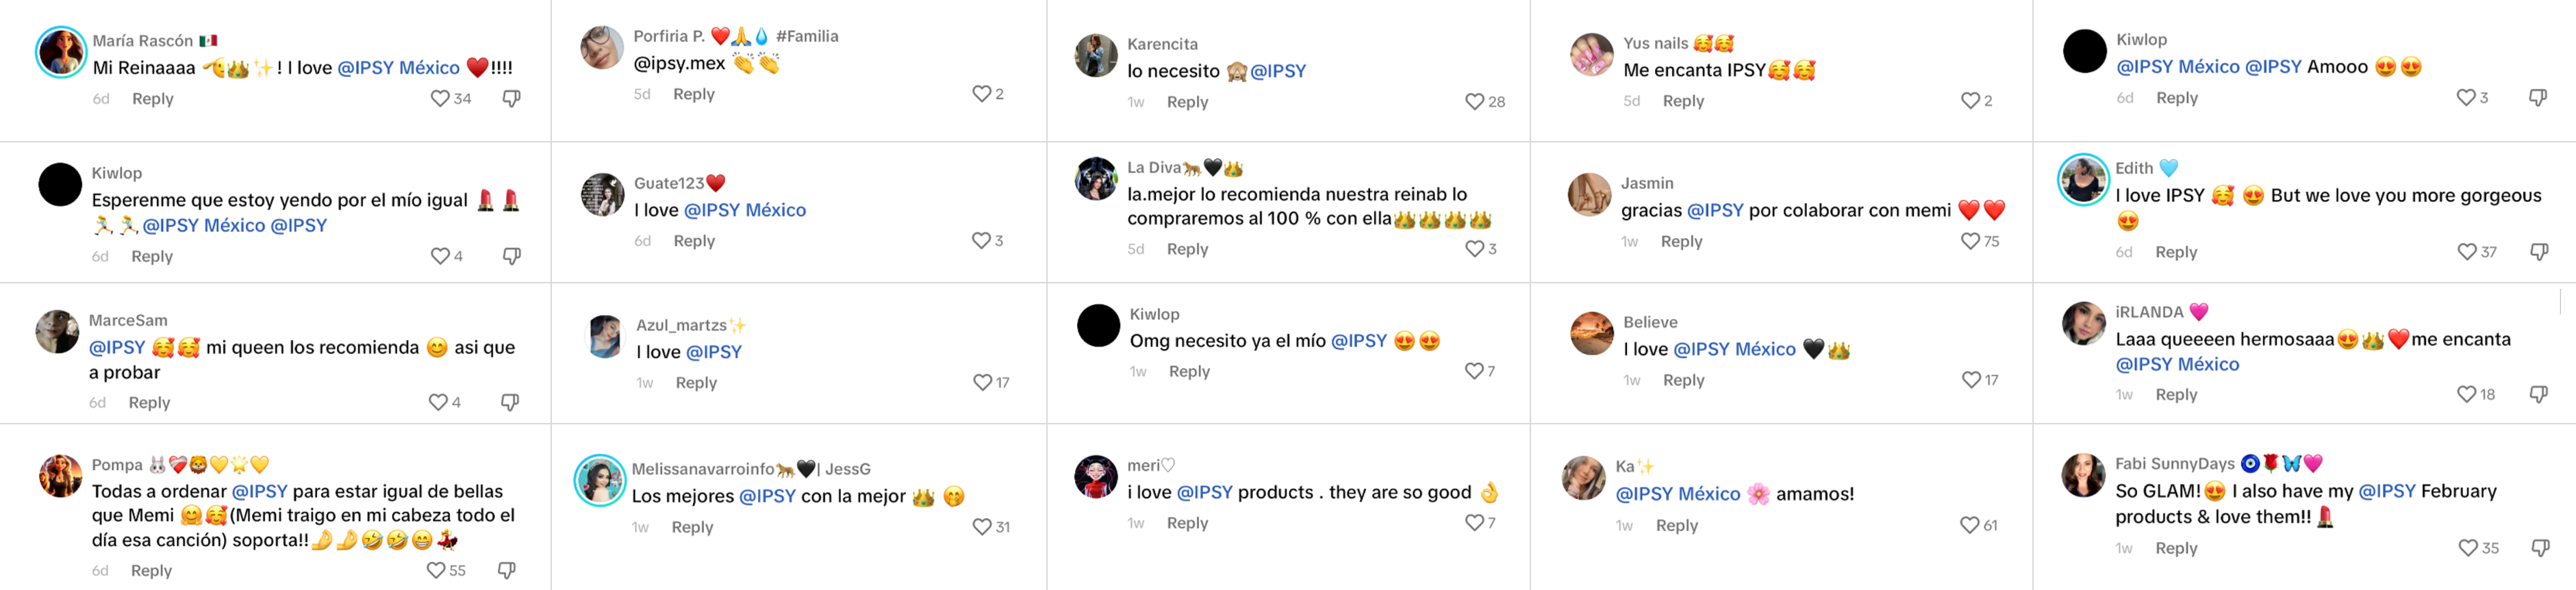 María Rascón 🇲🇽
Mi Reinaaaa 🫡👑✨! I love @IPSY México ❤️!!!!
6d Reply 34
Porfiria P. ❤️🙏💧 #Familia
@ipsy.mex 👏👏
5d Reply 2
Karencita
lo necesito 🙈@IPSY
1w Reply 28
Yus nails 🥰🥰
Me encanta IPSY🥰🥰
5d Reply 2
Kiwlop
@IPSY México @IPSY Amooo 😍😍
6d Reply 3
Kiwlop
Esperenme que estoy yendo por el mío igual 💄💄
🏃🏃@IPSY México @IPSY
6d Reply 4
Guate123❤️
I love @IPSY México
6d Reply 3
La Diva🐆🖤👑
la.mejor lo recomienda nuestra reinab lo
compraremos al 100 % con ella👑👑👑👑
5d Reply 3
Jasmin
gracias @IPSY por colaborar con memi ❤️❤️
1w Reply 75
Edith 🩵
I love IPSY 🥰 😍 But we love you more gorgeous
😍
6d Reply 37
MarceSam
@IPSY 🥰🥰 mi queen los recomienda 😊 asi que
a probar
6d Reply 4
Azul_martzs✨
I love @IPSY
1w Reply 17
Kiwlop
Omg necesito ya el mío @IPSY 😍😍
1w Reply 7
Believe
I love @IPSY México 🖤👑
1w Reply 17
iRLANDA 🩷
Laaa queeeen hermosaaa😍👑❤️me encanta
@IPSY México
1w Reply 18
Pompa 🐰❤️‍🩹🦁💛🌟💛
Todas a ordenar @IPSY para estar igual de bellas
que Memi 🤗🥰(Memi traigo en mi cabeza todo el
día esa canción) soporta!!🤌🤌🤣🤣😁💃
6d Reply 55
Melissanavarroinfo🐆🖤| JessG
Los mejores @IPSY con la mejor 👑 🤭
1w Reply 31
meri♡
i love @IPSY products . they are so good 👌
1w Reply 7
Ka✨
@IPSY México 🌸 amamos!
1w Reply 61
Fabi SunnyDays 🧿🌹🦋🩷
So GLAM!😍 I also have my @IPSY February
products & love them!! 💄
1w Reply 35